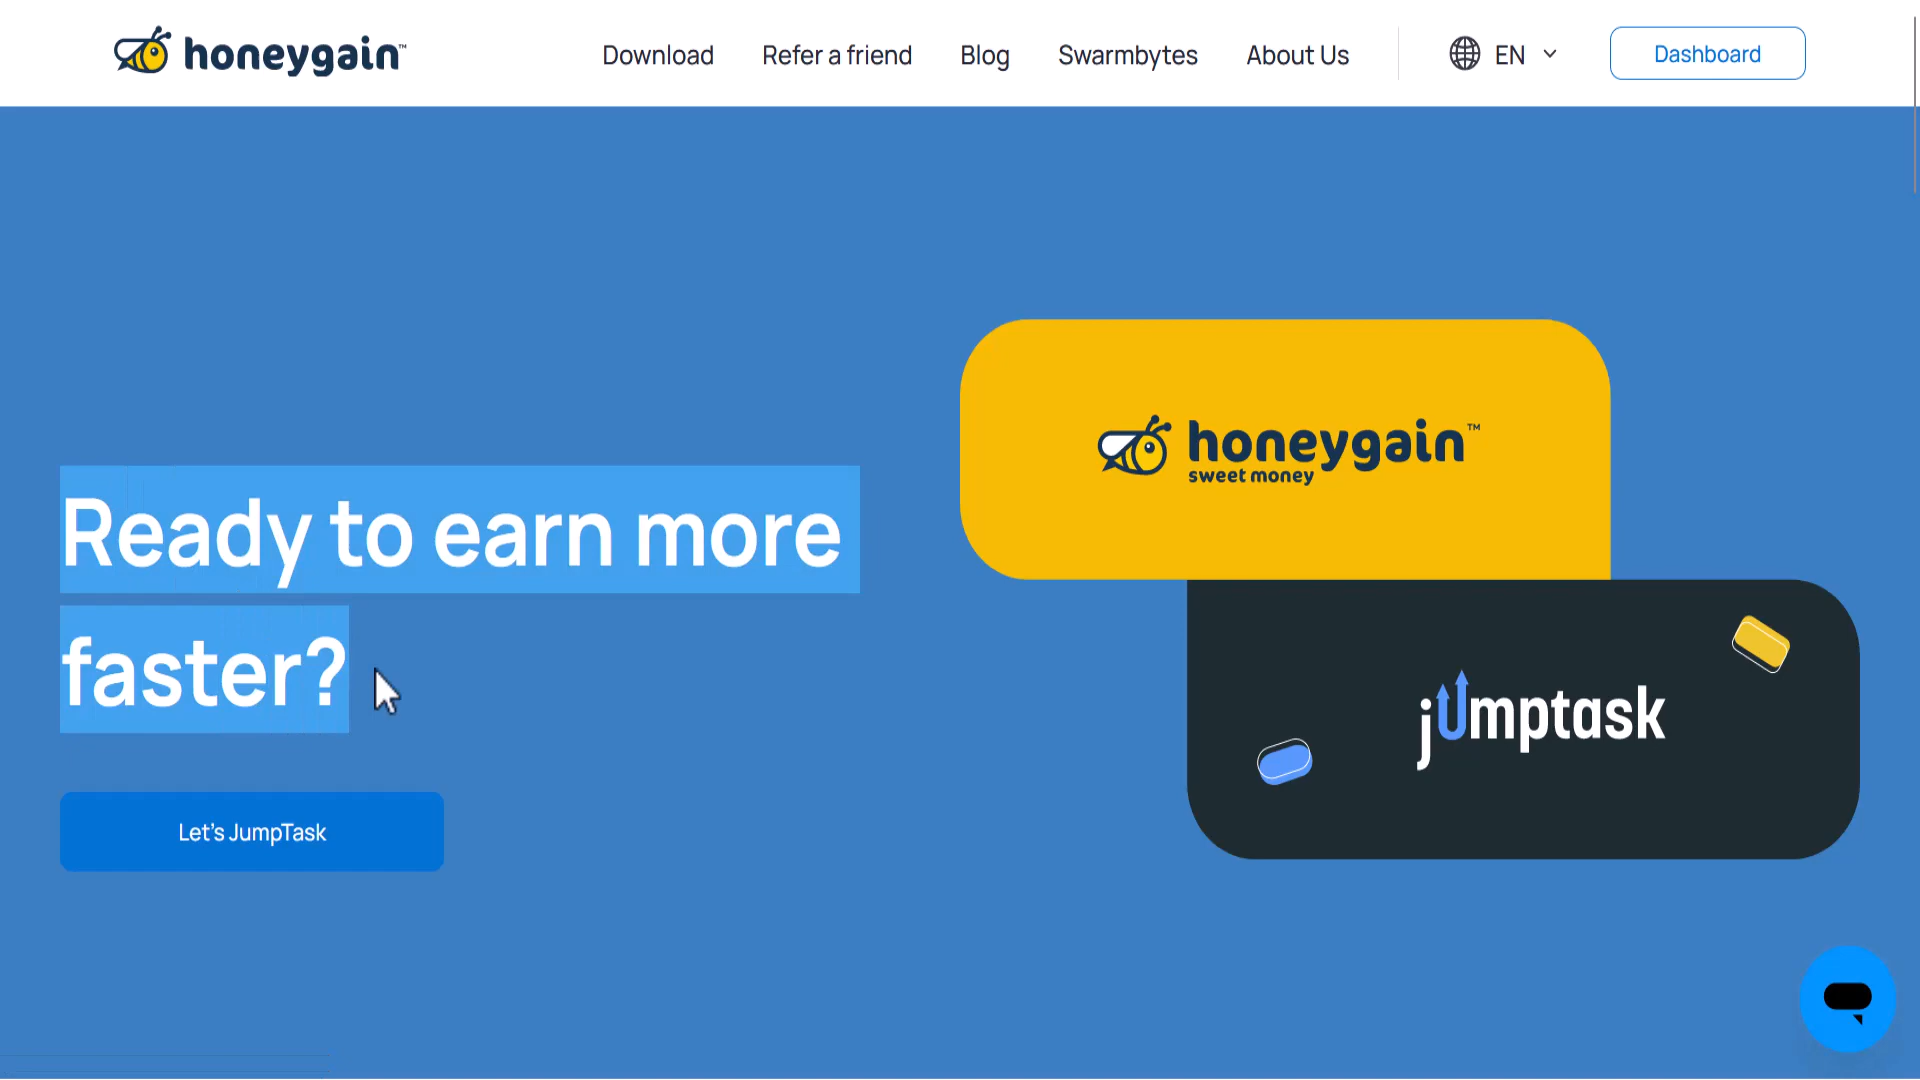 honeygain™
Download
Refer a friend
Blog
Swarmbytes
About Us
EN
Dashboard
Ready to earn more
faster?
Let's JumpTask
honeygain™
sweet money
jumptask